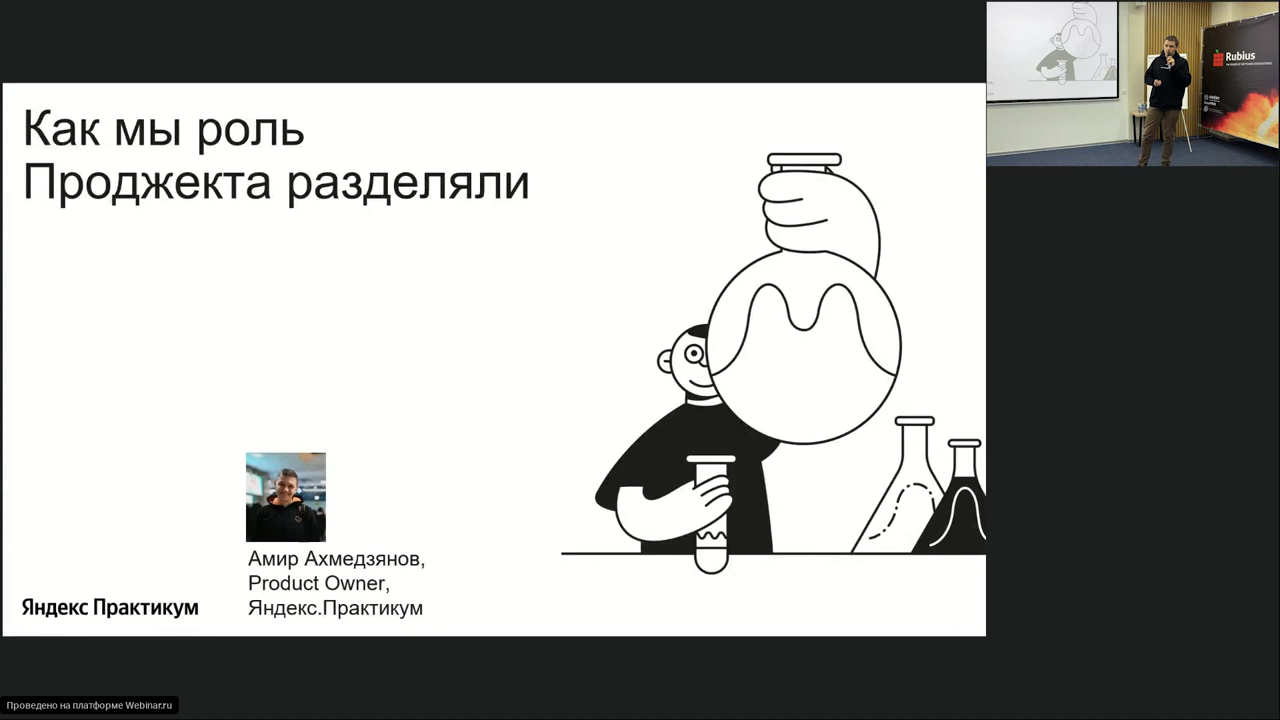 Как мы роль
Проджекта разделяли
Амир Ахмедзянов,
Product Owner,
Яндекс.Практикум
Яндекс Практикум
Rubius
Проведено на платформе Webinar.ru